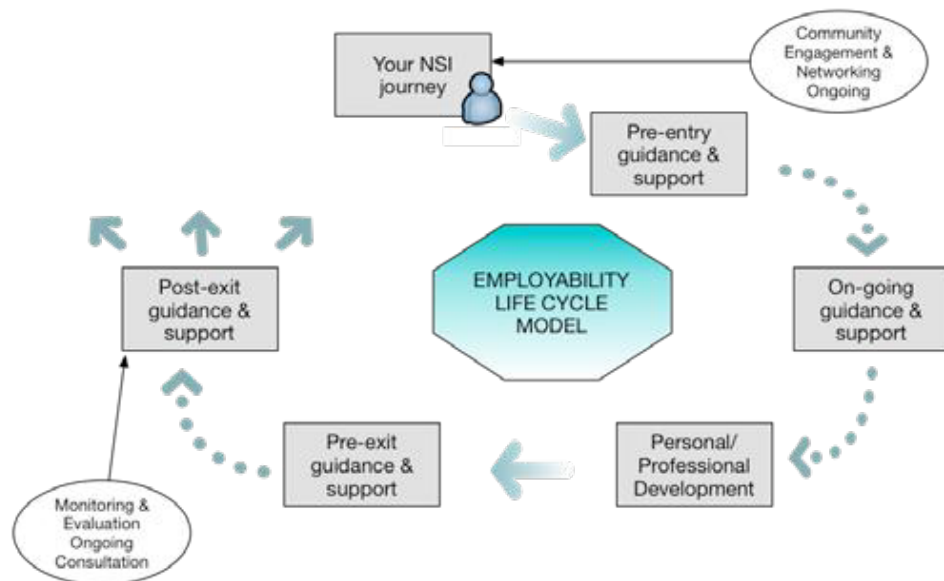 Your NSI
journey
Community
Engagement &
Networking
Ongoing
Pre-entry
guidance &
support
EMPLOYABILITY
LIFE CYCLE
MODEL
Post-exit
guidance &
support
On-going
guidance &
support
Pre-exit
guidance &
support
Personal/
Professional
Development
Monitoring &
Evaluation
Ongoing
Consultation